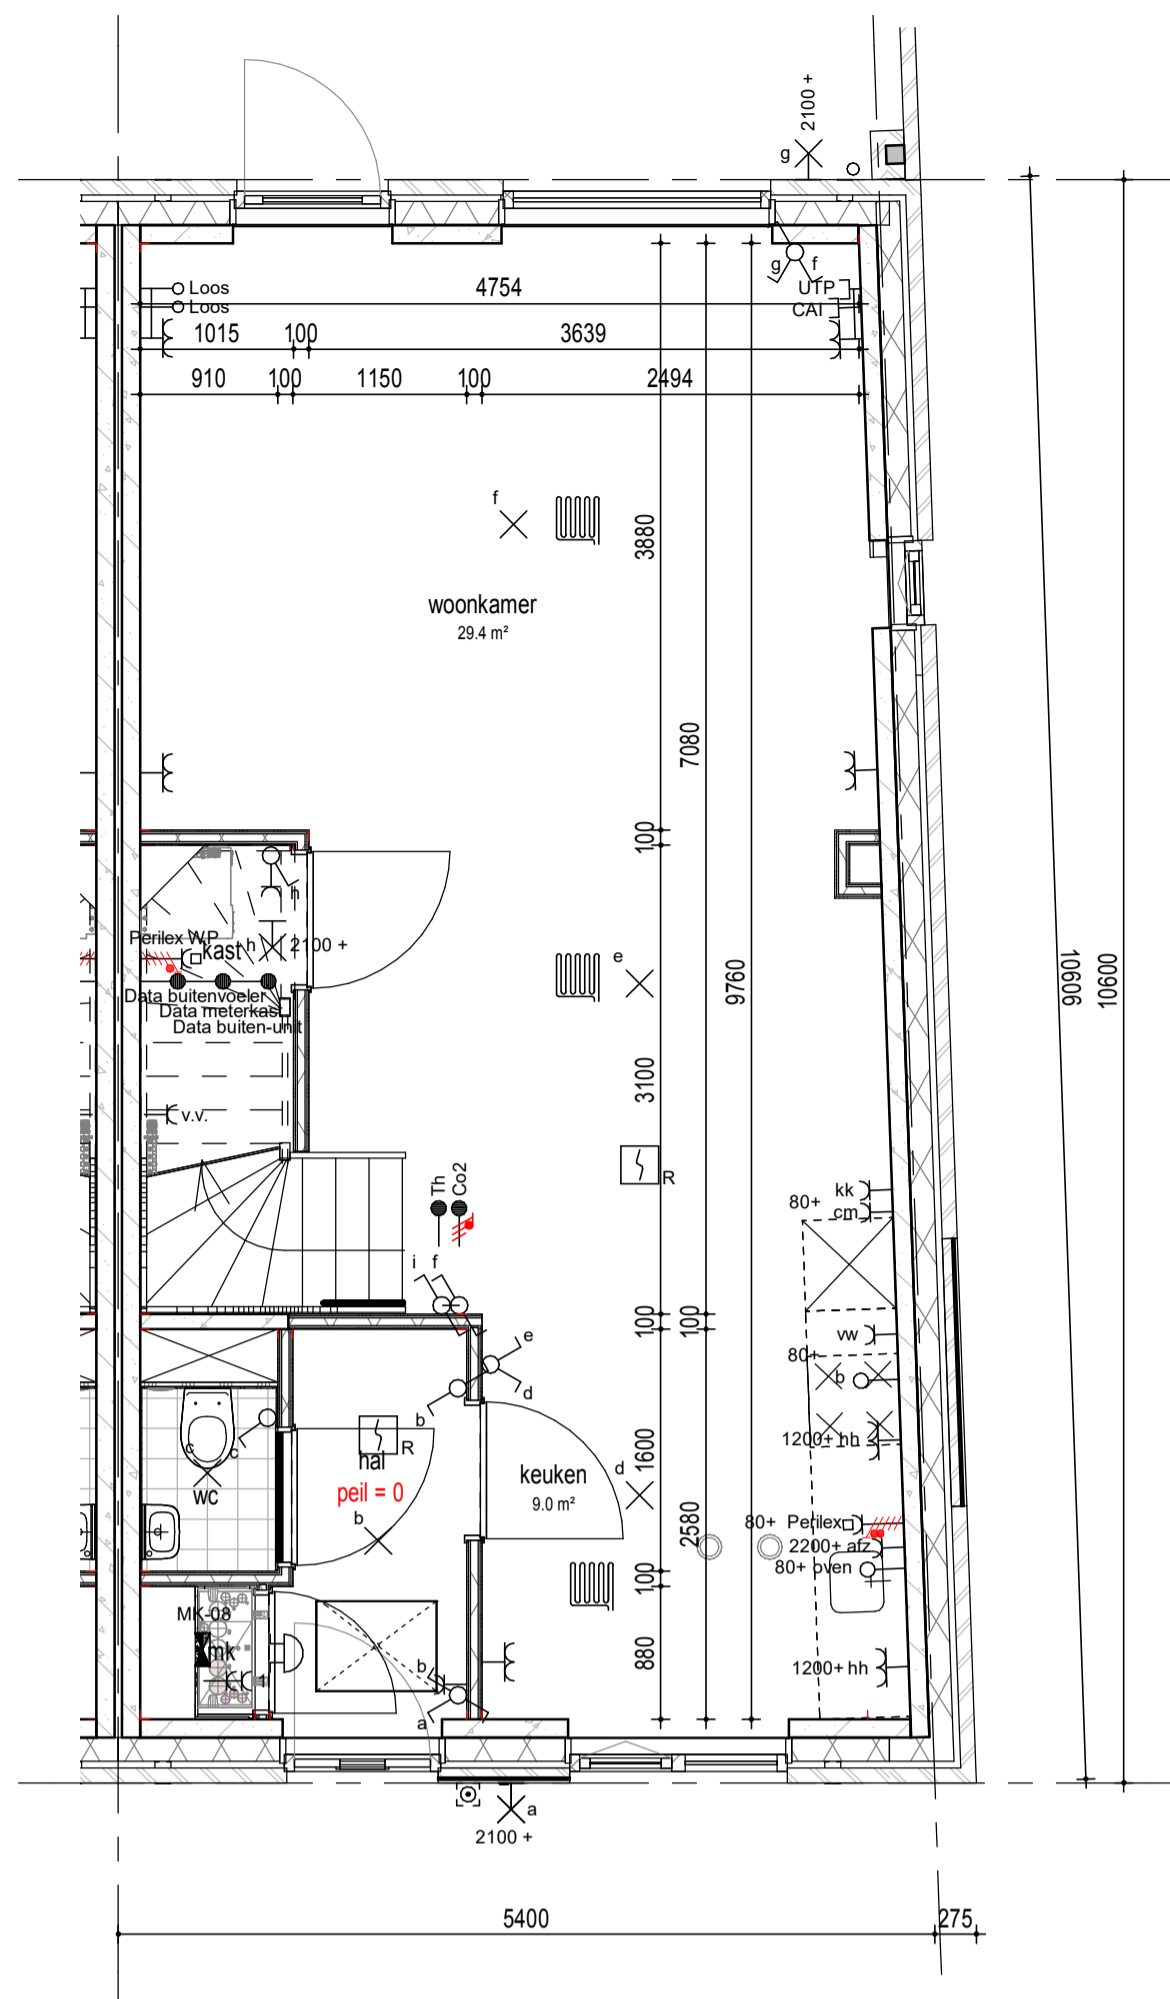 2100 +
g
g
f
Loos
Loos
UTP
CAI
4754
1015
100
3639
910
100
1150
100
2494
f
3880
woonkamer
29.4 m²
7080
100
h
Perilex WP
kast
h
2100 +
e
Data buitenvoeler
Data meterkast
Data buiten-unit
9760
10606
10600
3100
v.v.
R
Th
Co2
kk
80+
cm
i
f
100
100
e
vw
80+
d
b
b
c
c
R
hal
1200+ hh
1600
keuken
9.0 m²
d
wc
peil = 0
b
80+ Perilex
2580
2200+ afz
80+ oven
100
MK-08
mk
880
b
1200+ hh
a
a
2100 +
5400
275